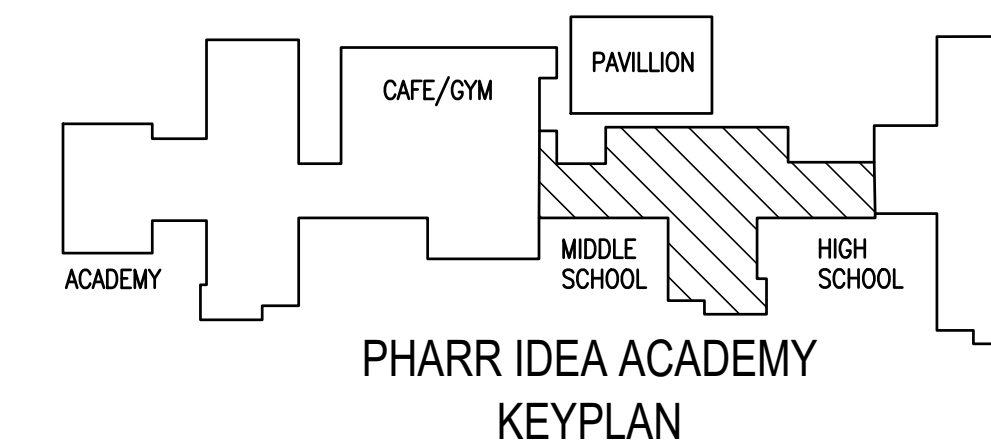 PAVILLION
CAFE/GYM
MIDDLE
SCHOOL
HIGH
SCHOOL
ACADEMY
PHARR IDEA ACADEMY
KEYPLAN